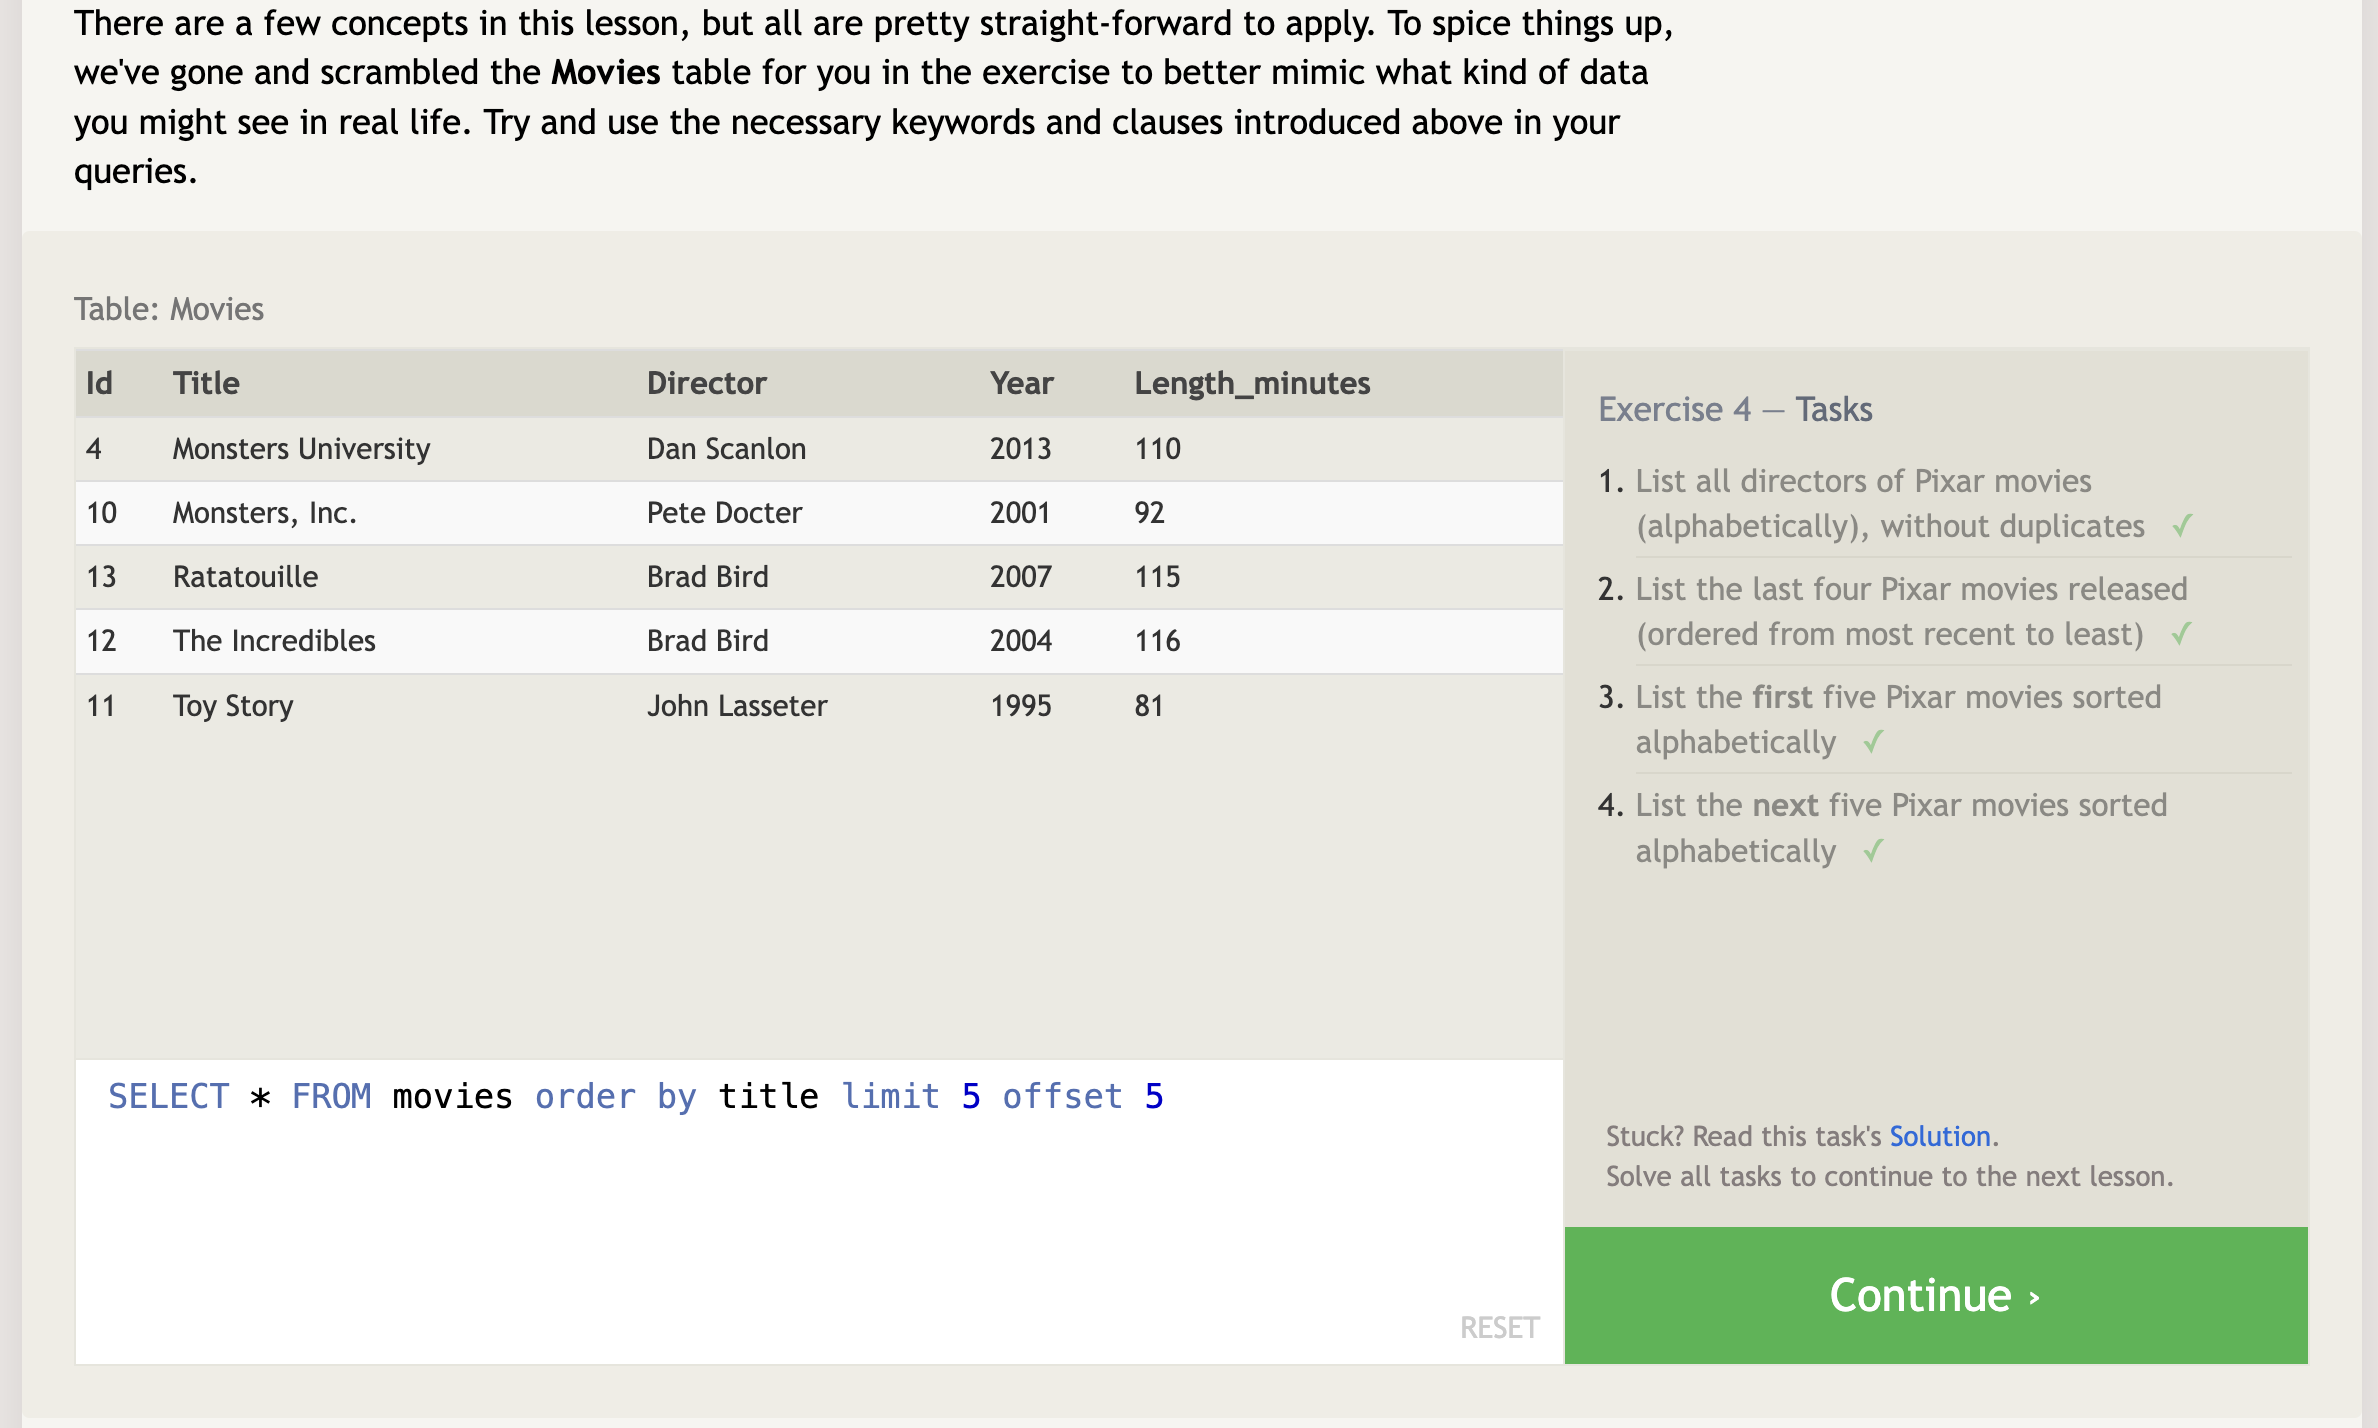 There are a few concepts in this lesson, but all are pretty straight-forward to apply. To spice things up,
we've gone and scrambled the Movies table for you in the exercise to better mimic what kind of data
you might see in real life. Try and use the necessary keywords and clauses introduced above in your
queries.
Table: Movies
Id Title Director Year Length_minutes
4 Monsters University Dan Scanlon 2013 110
10 Monsters, Inc. Pete Docter 2001 92
13 Ratatouille Brad Bird 2007 115
12 The Incredibles Brad Bird 2004 116
11 Toy Story John Lasseter 1995 81
SELECT * FROM movies order by title limit 5 offset 5
RESET
Exercise 4 — Tasks
1. List all directors of Pixar movies
(alphabetically), without duplicates ✓
2. List the last four Pixar movies released
(ordered from most recent to least) ✓
3. List the first five Pixar movies sorted
alphabetically ✓
4. List the next five Pixar movies sorted
alphabetically ✓
Stuck? Read this task's Solution.
Solve all tasks to continue to the next lesson.
Continue ›